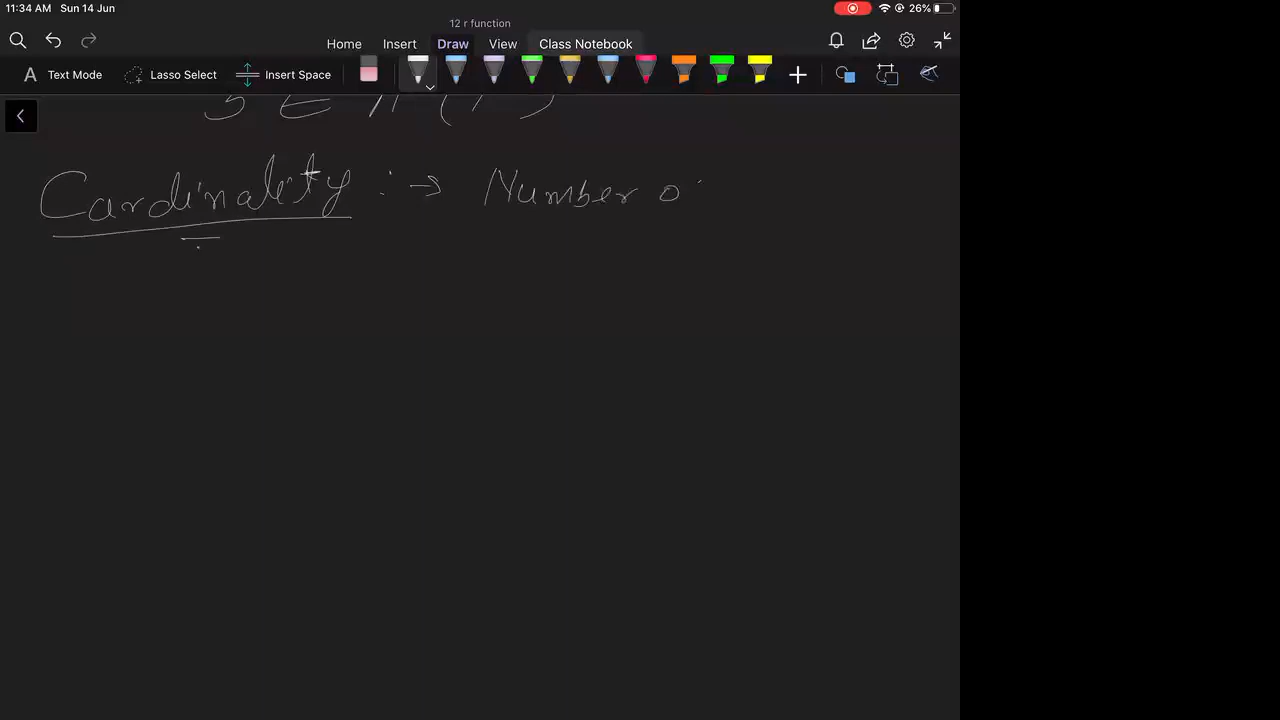 11:34 AM Sun 14 Jun
26%
12 r function
Home Insert Draw View Class Notebook
A Text Mode Lasso Select Insert Space
Cardinality :→ Number o